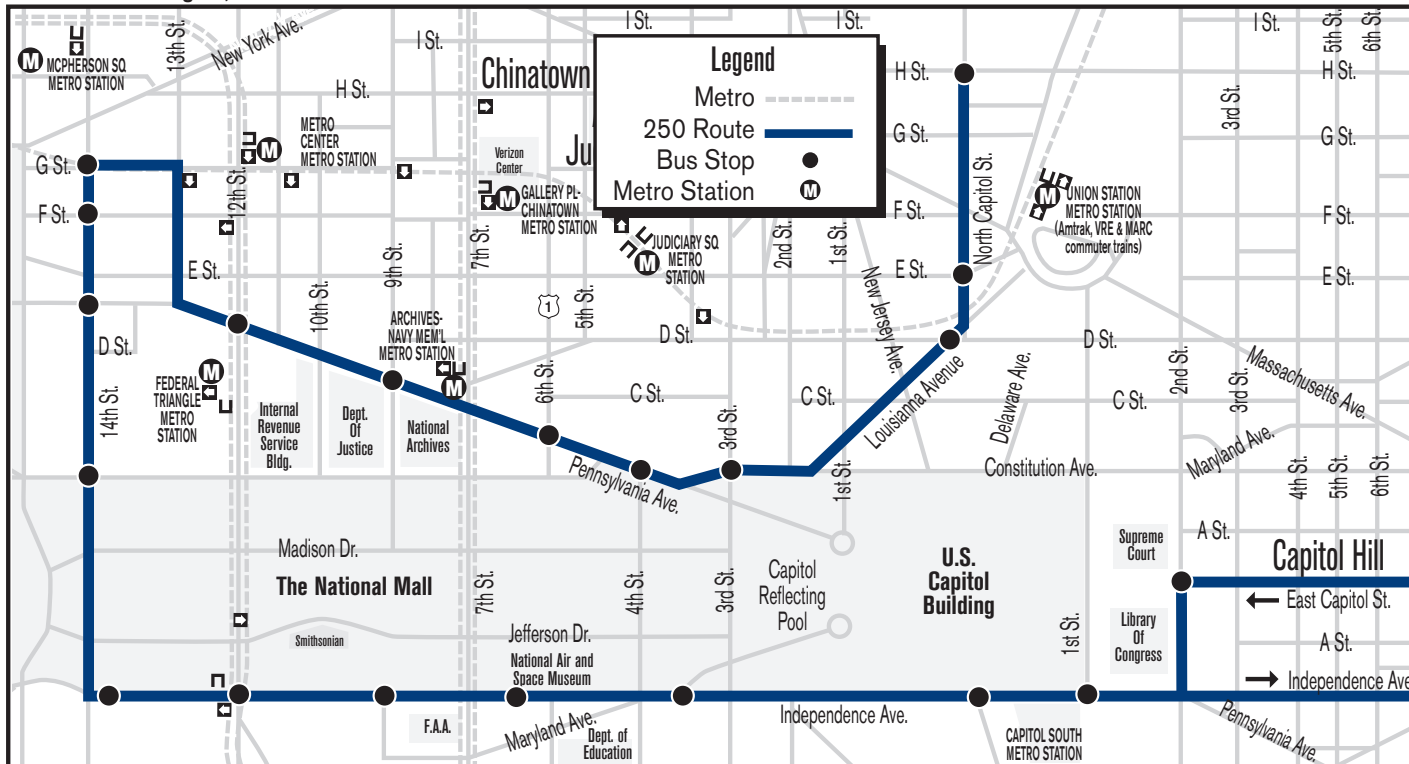 I St.
I St.
I St.
I St.
13th St.
New York Ave.
5th St.
6th St.
MCPHERSON SQ.
METRO STATION
Chinatown
Legend
Metro
250 Route
Bus Stop
Metro Station
M
M
H St.
H St.
H St.
3rd St.
METRO
CENTER
METRO STATION
M
Verizon
Center
Ju
G St.
G St.
G St.
12th St.
GALLERY PL-
CHINATOWN
METRO STATION
M
North Capitol St.
M
UNION STATION
METRO STATION
(Amtrak, VRE & MARC
commuter trains)
F St.
F St.
F St.
7th St.
JUDICIARY SQ.
METRO
STATION
M
2nd St.
1st St.
E St.
E St.
E St.
9th St.
10th St.
1
5th St.
New Jersey Ave.
ARCHIVES-
NAVY MEM'L
METRO STATION
M
D St.
D St.
D St.
14th St.
FEDERAL
TRIANGLE
METRO
STATION
M
6th St.
Louisianna Avenue
Delaware Ave.
2nd St.
3rd St.
Massachusetts Ave.
C St.
C St.
C St.
Internal
Revenue
Service
Bldg.
Dept.
Of
Justice
National
Archives
3rd St.
Pennsylvania Ave.
1st St.
Constitution Ave.
Maryland Ave.
4th St.
5th St.
6th St.
A St.
Supreme
Court
Capitol Hill
Madison Dr.
The National Mall
7th St.
4th St.
3rd St.
Capitol
Reflecting
Pool
U.S.
Capitol
Building
East Capitol St.
1st St.
Library
Of
Congress
Smithsonian
Jefferson Dr.
National Air and
Space Museum
A St.
Independence Ave
F.A.A.
Maryland Ave.
Dept. of
Education
Independence Ave.
CAPITOL SOUTH
METRO STATION
Pennsylvania Ave.